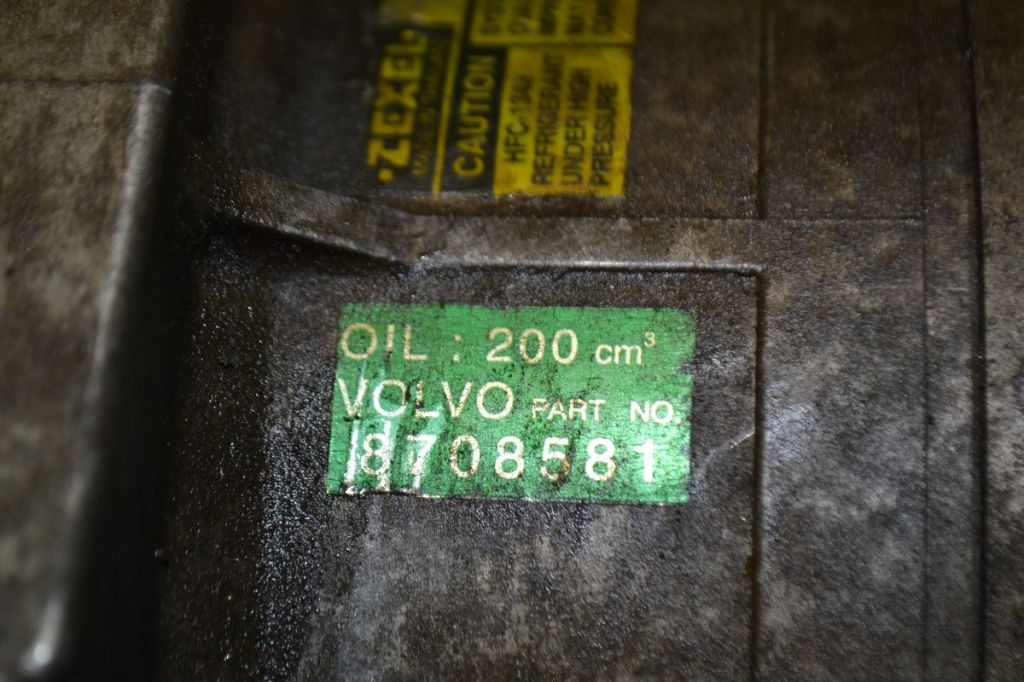 ZEXEL
CAUTION
HFC-134a
REFRIGERANT
UNDER HIGH
PRESSURE
OIL : 200 cm³
VOLVO PART NO.
8708581